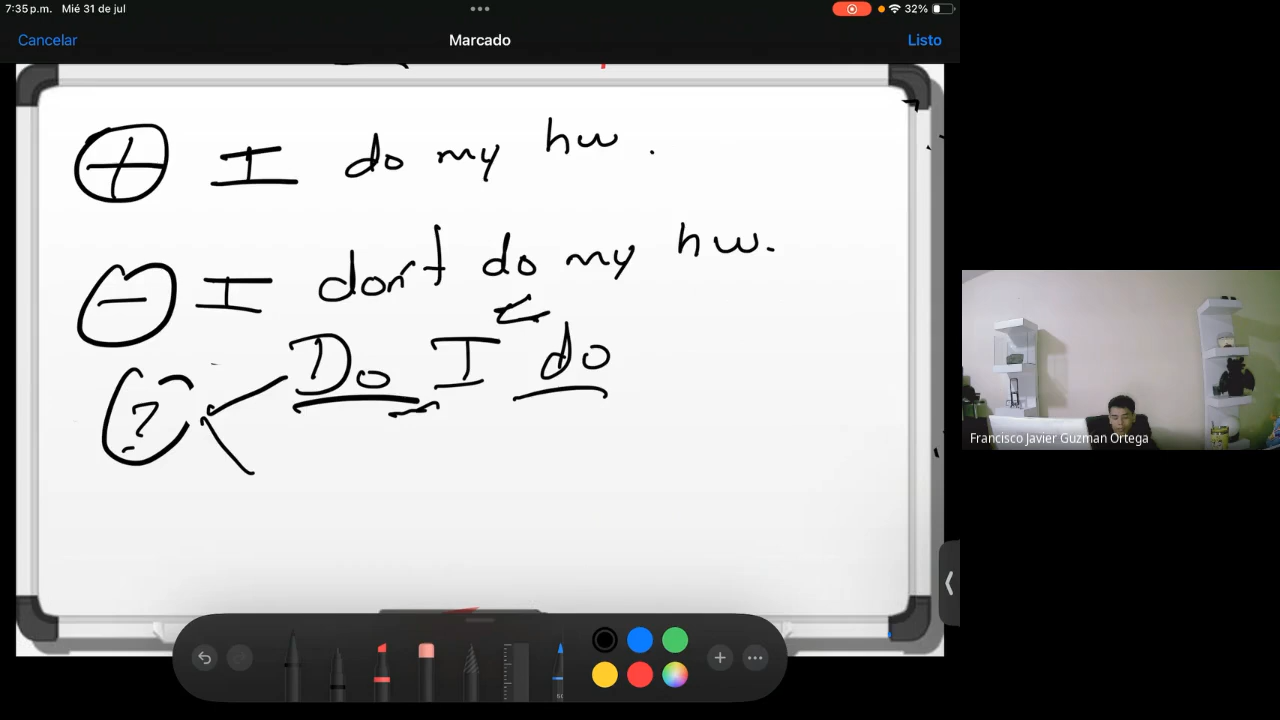 7:35 p.m. Mié 31 de jul
32%
Cancelar
Marcado
Listo
+ I do my hw.
- I don't do my hw.
? Do I do
Francisco Javier Guzman Ortega